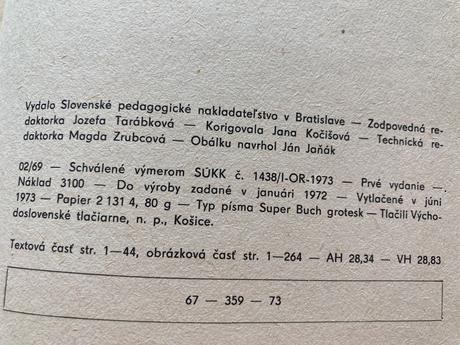 Vydalo Slovenské pedagogické nakladateľstvo v Bratislave — Zodpovedná re-
daktorka Jozefa Tarábková — Korigovala Jana Kočišová — Technická re-
daktorka Magda Zrubcová — Obálku navrhol Ján Jaňák
02/69 — Schválené výmerom SÚKK č. 1438/I-OR-1973 — Prvé vydanie —.
Náklad 3100 — Do výroby zadané v januári 1972 — Vytlačené v júni
1973 — Papier 2 131 4, 80 g — Typ písma Super Buch grotesk — Tlačili Výcho-
doslovenské tlačiarne, n. p., Košice.
Textová časť str. 1—44, obrázková časť str. 1—264 — AH 28,34 — VH 28,83
67 — 359 — 73